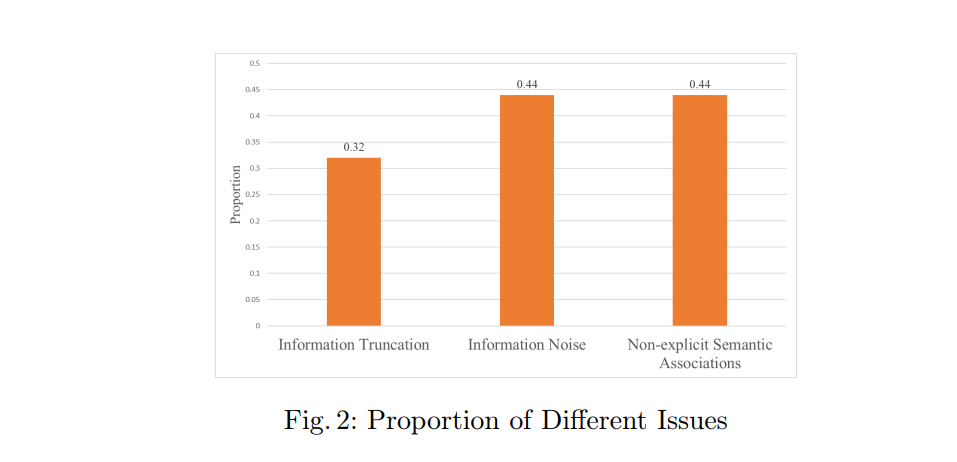 0.5
0.45
0.4
0.35
0.3
0.25
0.2
0.15
0.1
0.05
0
Proportion
0.32
0.44
0.44
Information Truncation
Information Noise
Non-explicit Semantic
Associations
Fig. 2: Proportion of Different Issues